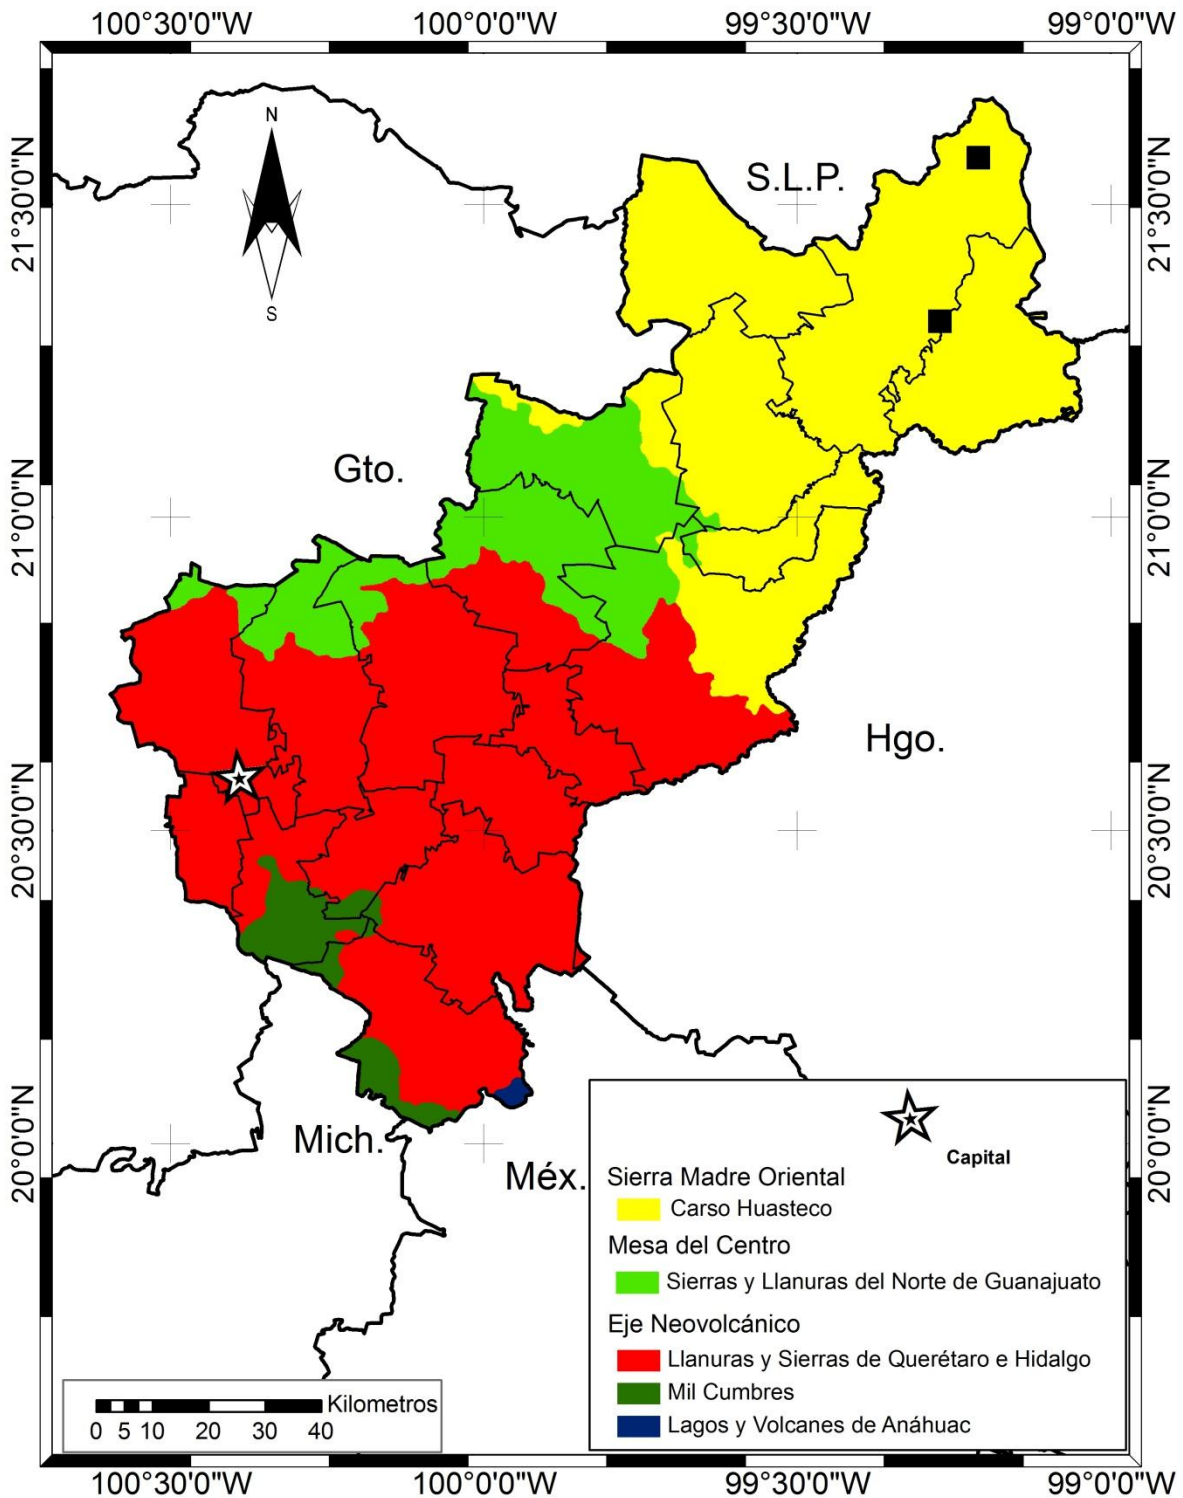 100°30'0"W 100°0'0"W 99°30'0"W 99°0'0"W
N
S
S.L.P.
21°30'0"N 21°30'0"N
Gto.
21°0'0"N 21°0'0"N
Hgo.
20°30'0"N 20°30'0"N
Mich.
Méx.
20°0'0"N 20°0'0"N
Capital
Sierra Madre Oriental
Carso Huasteco
Mesa del Centro
Sierras y Llanuras del Norte de Guanajuato
Eje Neovolcánico
Llanuras y Sierras de Querétaro e Hidalgo
Mil Cumbres
Lagos y Volcanes de Anáhuac
Kilometros
0 5 10 20 30 40
100°30'0"W 100°0'0"W 99°30'0"W 99°0'0"W